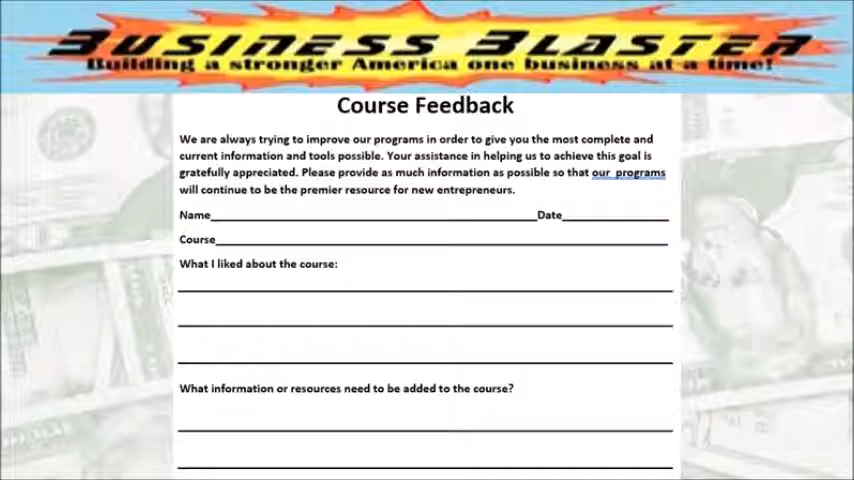 Business Blaster
Building a stronger America one business at a time!
Course Feedback
We are always trying to improve our programs in order to give you the most complete and
current information and tools possible. Your assistance in helping us to achieve this goal is
gratefully appreciated. Please provide as much information as possible so that our  programs
will continue to be the premier resource for new entrepreneurs.
Name Date
Course
What I liked about the course:
What information or resources need to be added to the course?